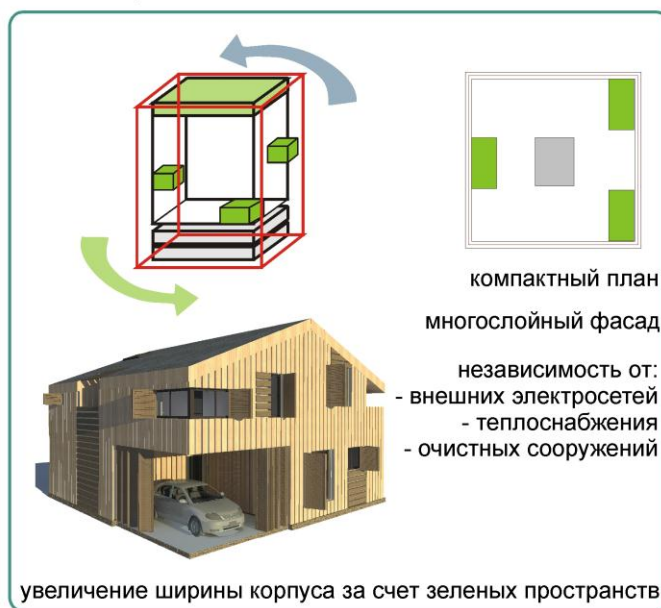 компактный план
многослойный фасад
независимость от:
- внешних электросетей
- теплоснабжения
- очистных сооружений
увеличение ширины корпуса за счет зеленых пространств